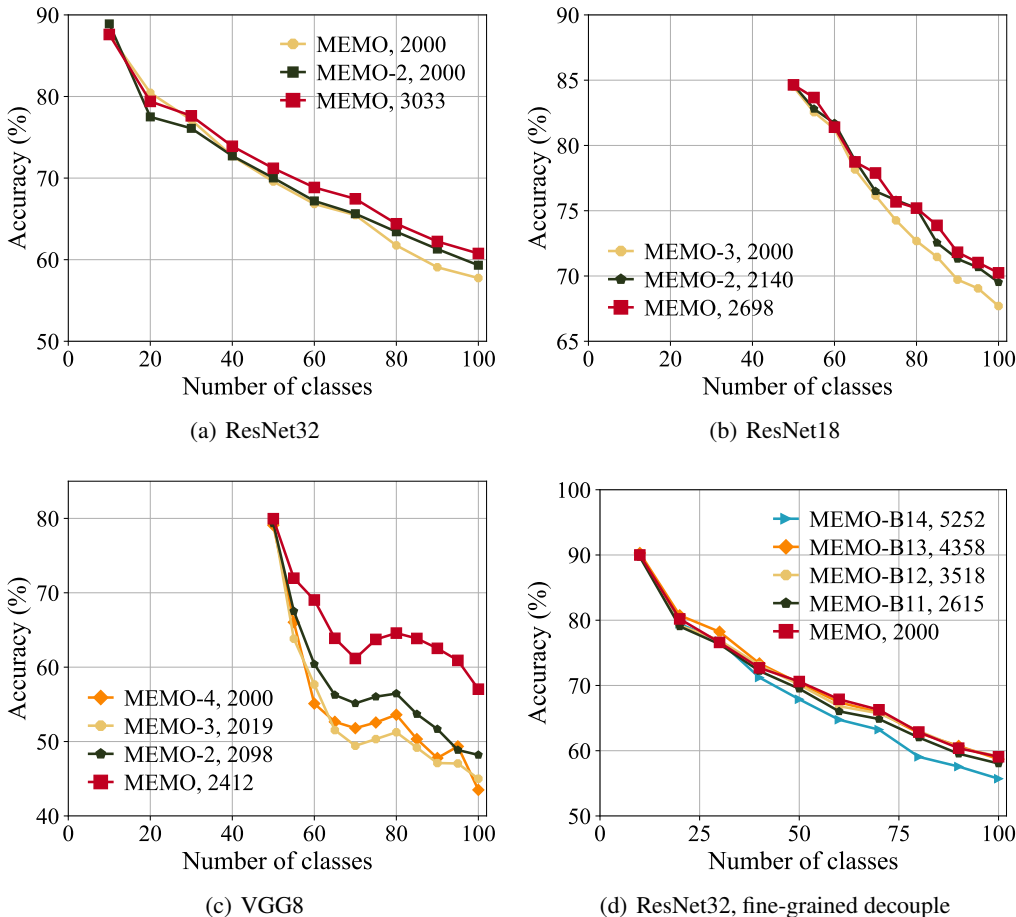 90
80
70
60
50
0
20
40
60
80
100
Accuracy (%)
Number of classes
MEMO, 2000
MEMO-2, 2000
MEMO, 3033
(a) ResNet32
90
85
80
75
70
65
0
20
40
60
80
100
Accuracy (%)
Number of classes
MEMO-3, 2000
MEMO-2, 2140
MEMO, 2698
(b) ResNet18
80
70
60
50
40
0
20
40
60
80
100
Accuracy (%)
Number of classes
MEMO-4, 2000
MEMO-3, 2019
MEMO-2, 2098
MEMO, 2412
(c) VGG8
100
90
80
70
60
50
0
25
50
75
100
Accuracy (%)
Number of classes
MEMO-B14, 5252
MEMO-B13, 4358
MEMO-B12, 3518
MEMO-B11, 2615
MEMO, 2000
(d) ResNet32, fine-grained decouple